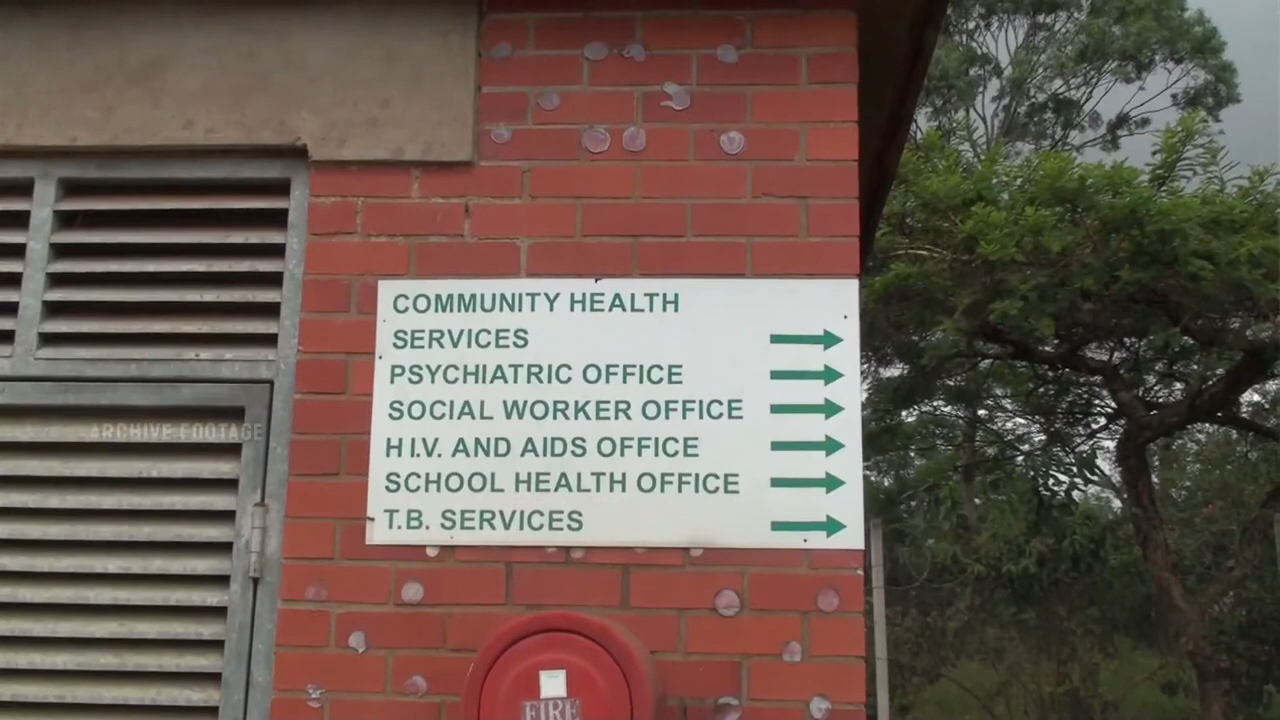 COMMUNITY HEALTH
SERVICES
PSYCHIATRIC OFFICE
SOCIAL WORKER OFFICE
H.I.V. AND AIDS OFFICE
SCHOOL HEALTH OFFICE
T.B. SERVICES
ARCHIVE FOOTAGE
FIRE